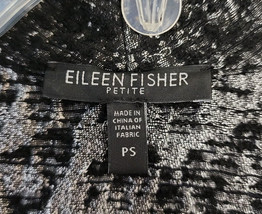 EILEEN FISHER
PETITE
MADE IN
CHINA OF
ITALIAN
FABRIC
PS